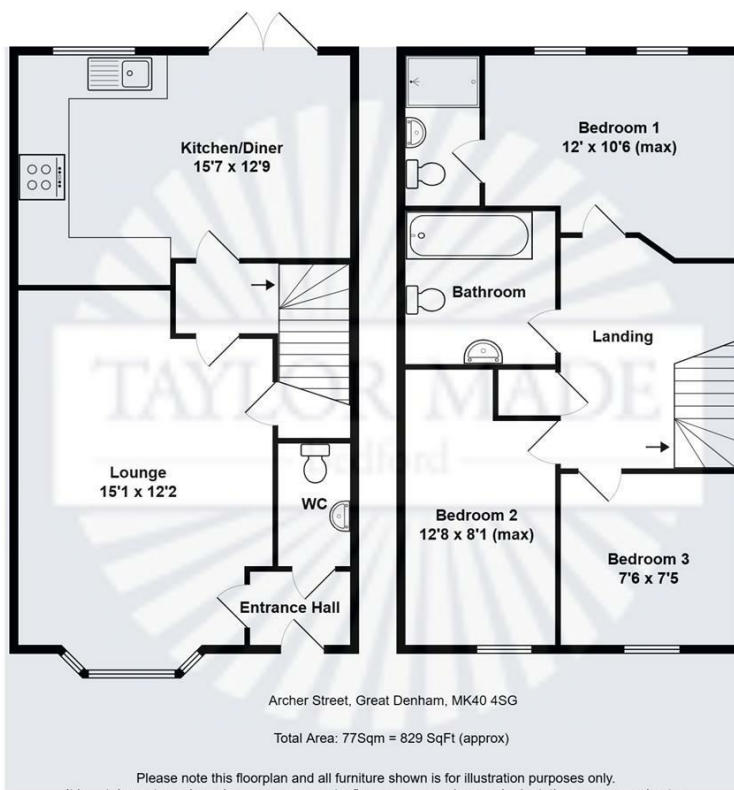 Kitchen/Diner
15'7 x 12'9
Lounge
15'1 x 12'2
WC
Entrance Hall
Bedroom 1
12' x 10'6 (max)
Bathroom
Landing
Bedroom 2
12'8 x 8'1 (max)
Bedroom 3
7'6 x 7'5
TAYLOR MADE
Bedford
Archer Street, Great Denham, MK40 4SG
Total Area: 77Sqm = 829 SqFt (approx)
Please note this floorplan and all furniture shown is for illustration purposes only.